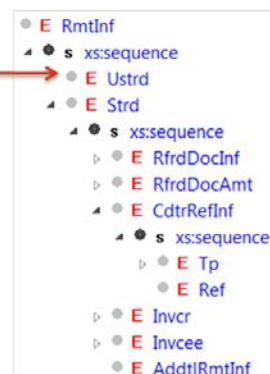 E RmtInf
s xs:sequence
E Ustrd
E Strd
s xs:sequence
E RfrdDocInf
E RfrdDocAmt
E CdtrRefInf
s xs:sequence
E Tp
E Ref
E Invcr
E Invcee
E AddtlRmtInf